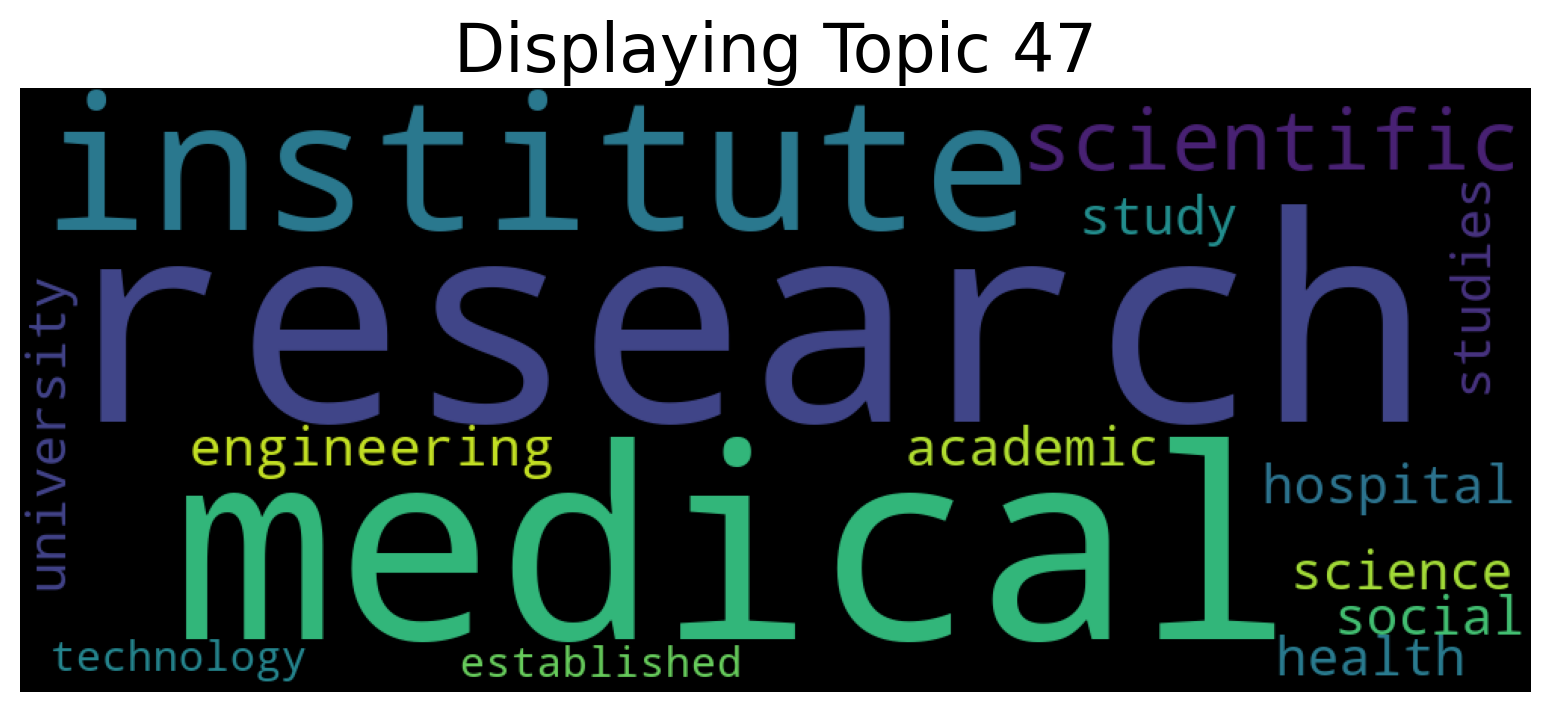 Displaying Topic 47
institute
scientific
study
studies
research
university
engineering
academic
medical
hospital
science
social
health
technology
established